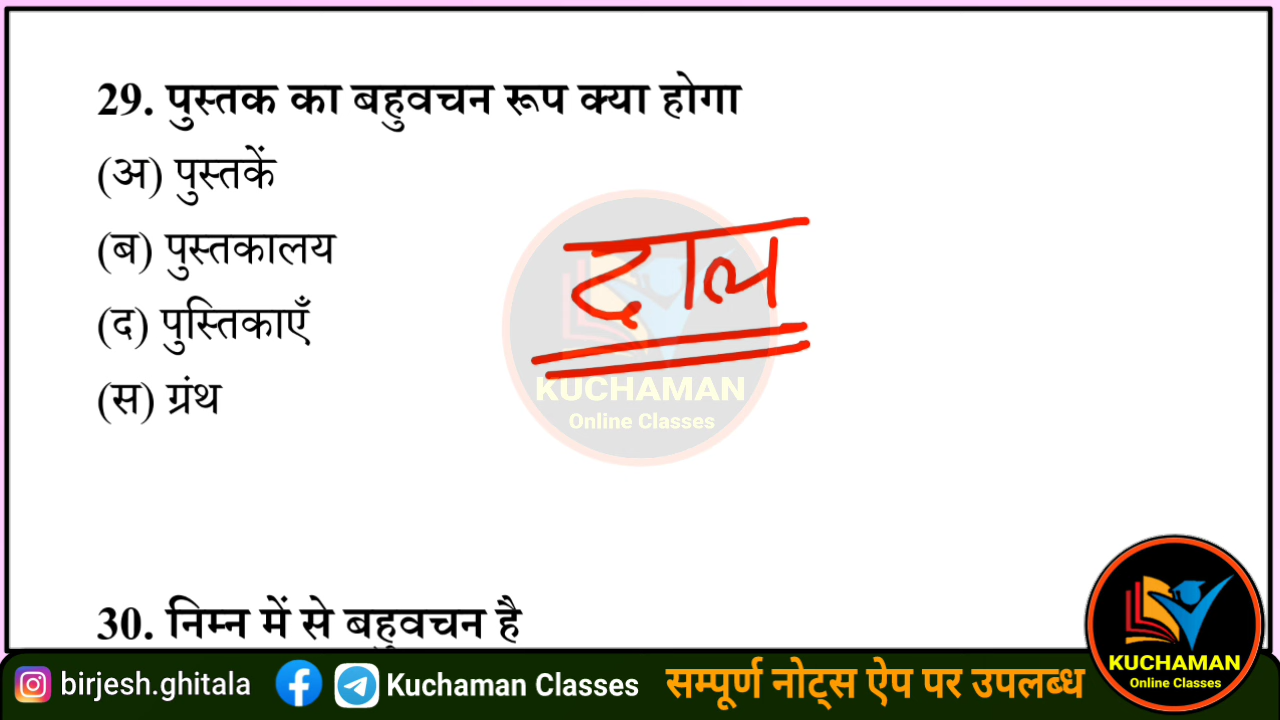 29. पुस्तक का बहुवचन रूप क्या होगा
(अ) पुस्तकें
(ब) पुस्तकालय
(द) पुस्तिकाएँ
(स) ग्रंथ
दाल
KUCHAMAN
Online Classes
30. निम्न में से बहुवचन है
birjesh.ghitala
Kuchaman Classes
सम्पूर्ण नोट्स ऐप पर उपलब्ध
KUCHAMAN
Online Classes